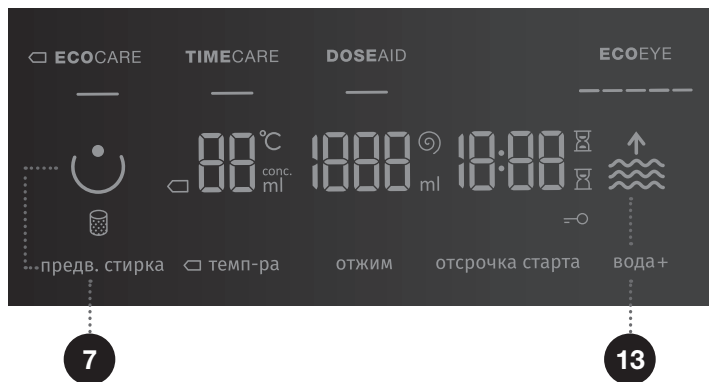 ECOCARE TIMECARE DOSEAID ECOEYE
88 °C 1888 18:88
conc.
ml ml
предв. стирка темп-ра отжим отсрочка старта вода+
7 13